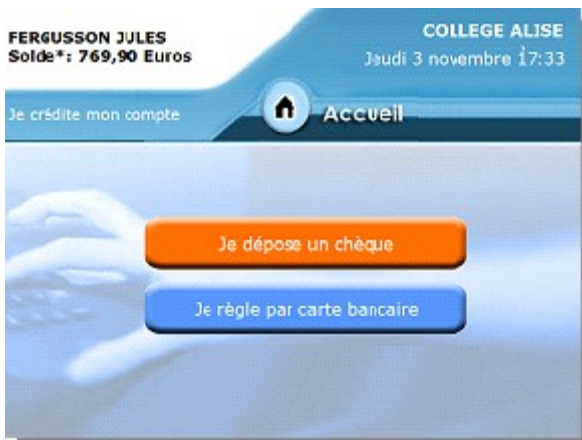 FERGUSSON JULES
Solde*: 769,90 Euros
COLLEGE ALISE
Jeudi 3 novembre 17:33
Je crédite mon compte
Accueil
Je dépose un chèque
Je règle par carte bancaire